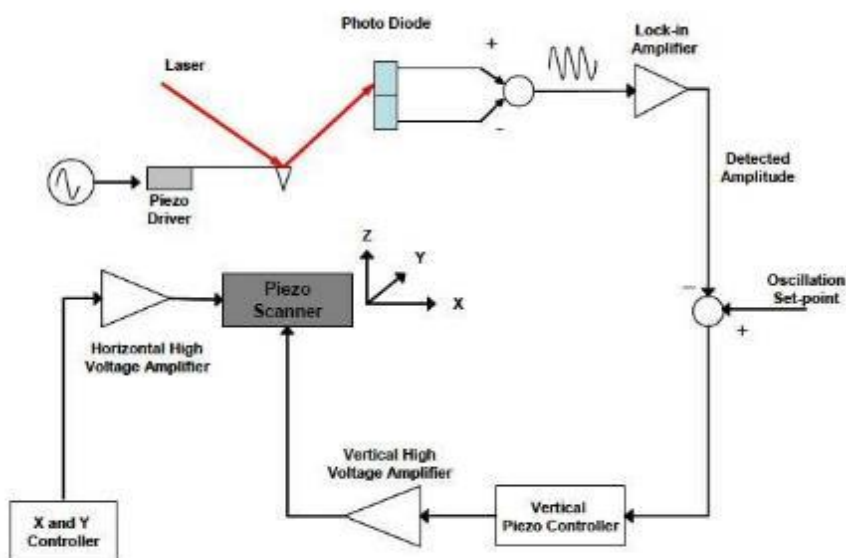 Photo Diode
Lock-in
Amplifier
Laser
+
−
Detected
Amplitude
Piezo
Driver
Z
Y
X
Piezo
Scanner
Oscillation
Set-point
−
+
Horizontal High
Voltage Amplifier
Vertical High
Voltage Amplifier
X and Y
Controller
Vertical
Piezo Controller